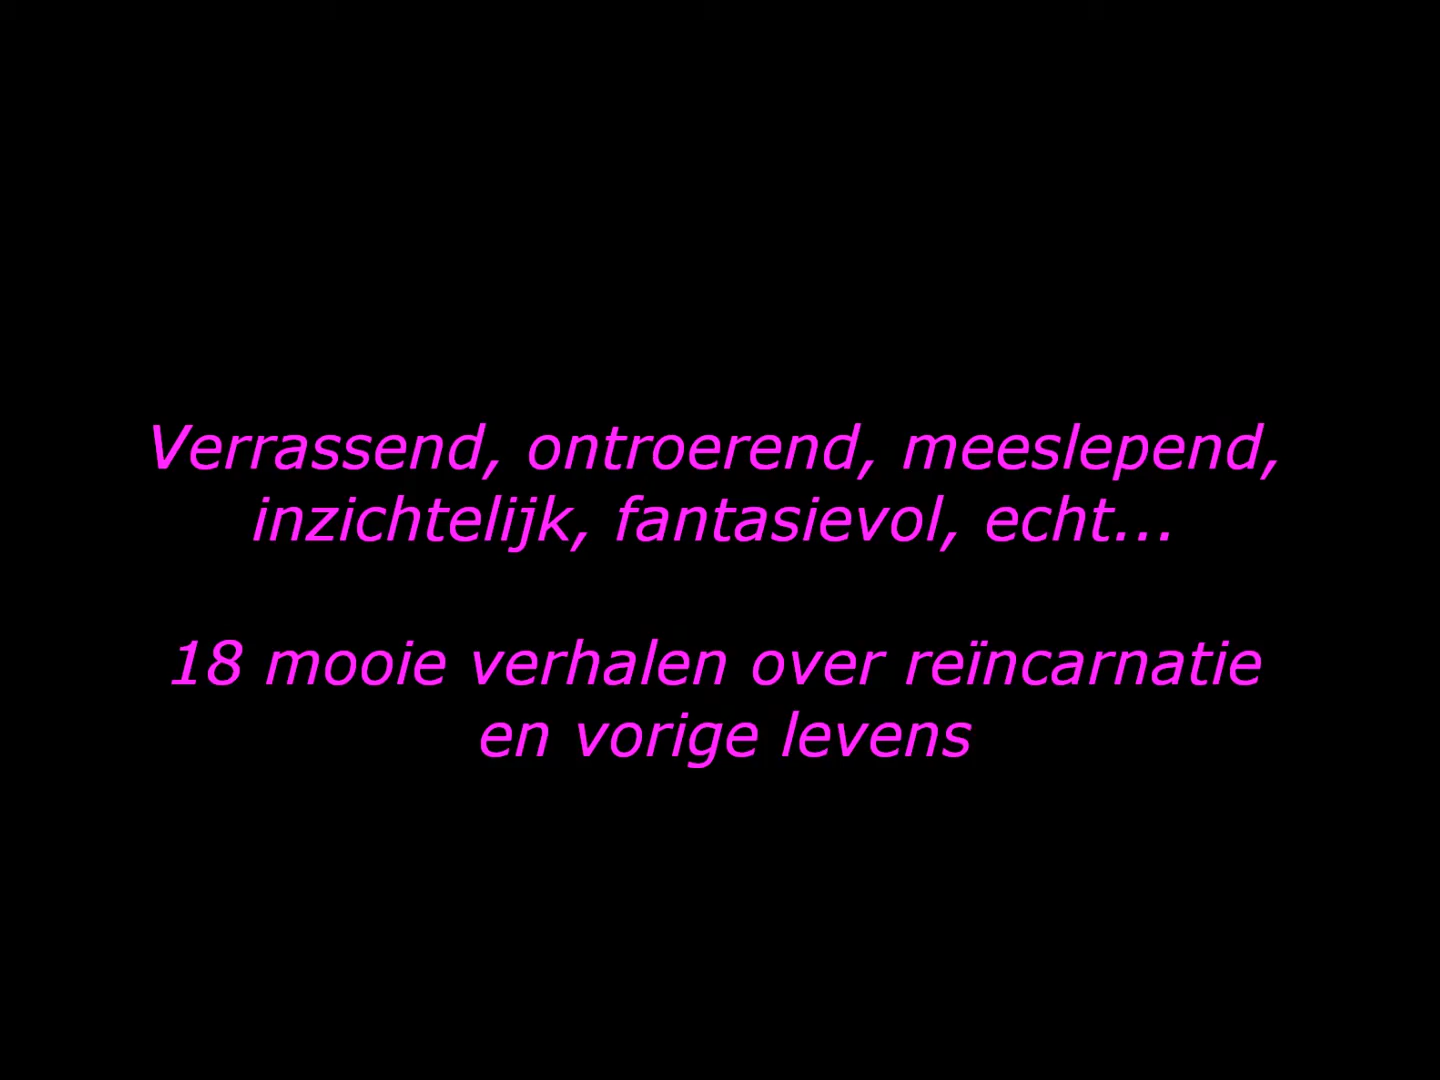 Verrassend, ontroerend, meeslepend,
inzichtelijk, fantasievol, echt...
18 mooie verhalen over reïncarnatie
en vorige levens